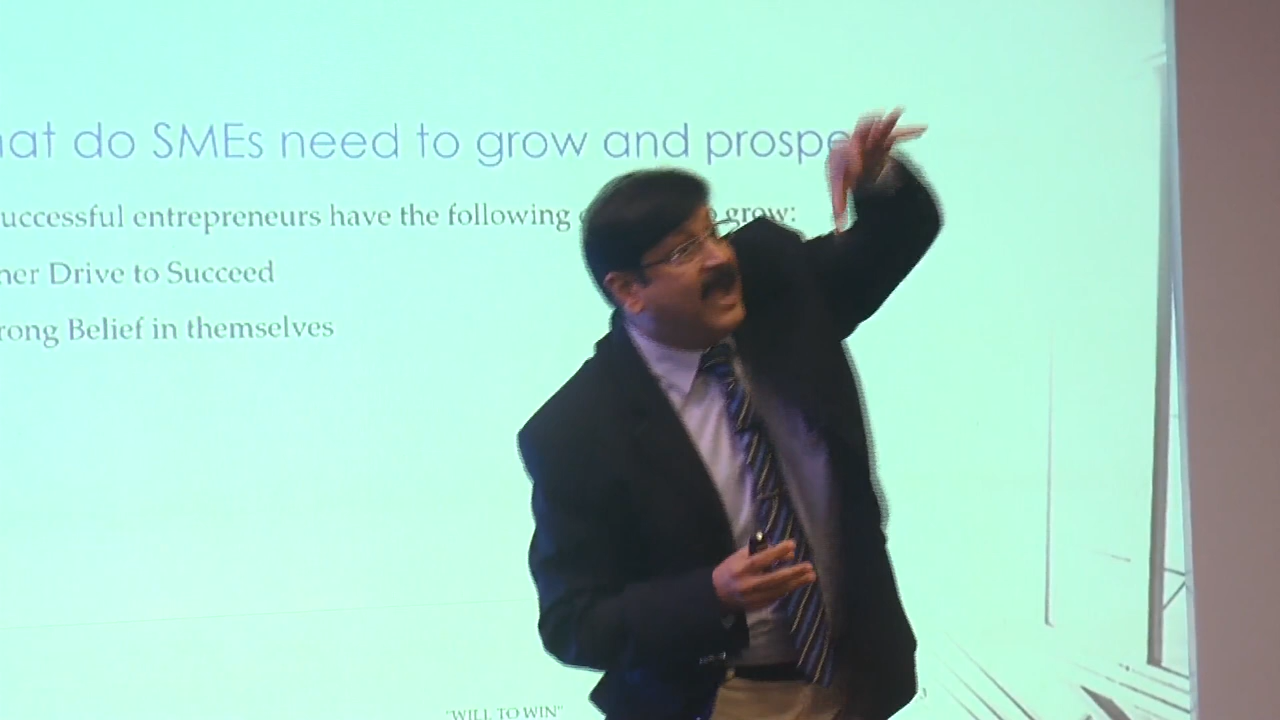 hat do SMEs need to grow and prospe
uccessful entrepreneurs have the following grow:
ner Drive to Succeed
rong Belief in themselves
"WILL TO WIN"